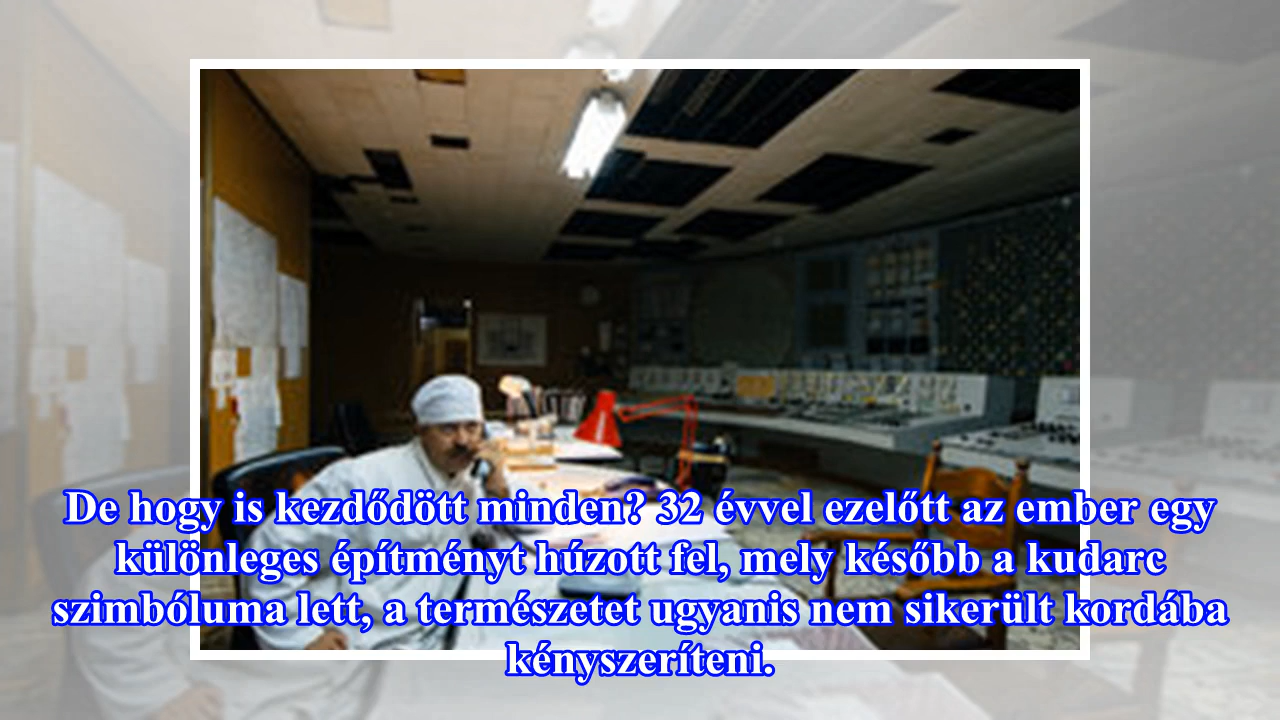 De hogy is kezdődött minden? 32 évvel ezelőtt az ember egy
különleges építményt húzott fel, mely később a kudarc
szimbóluma lett, a természetet ugyanis nem sikerült kordába
kényszeríteni.